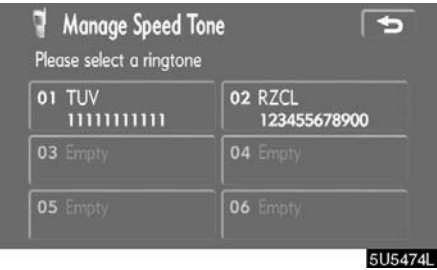 Manage Speed Tone
Please select a ringtone
01 TUV
11111111111
02 RZCL
123455678900
03 Empty
04 Empty
05 Empty
06 Empty
5U5474L